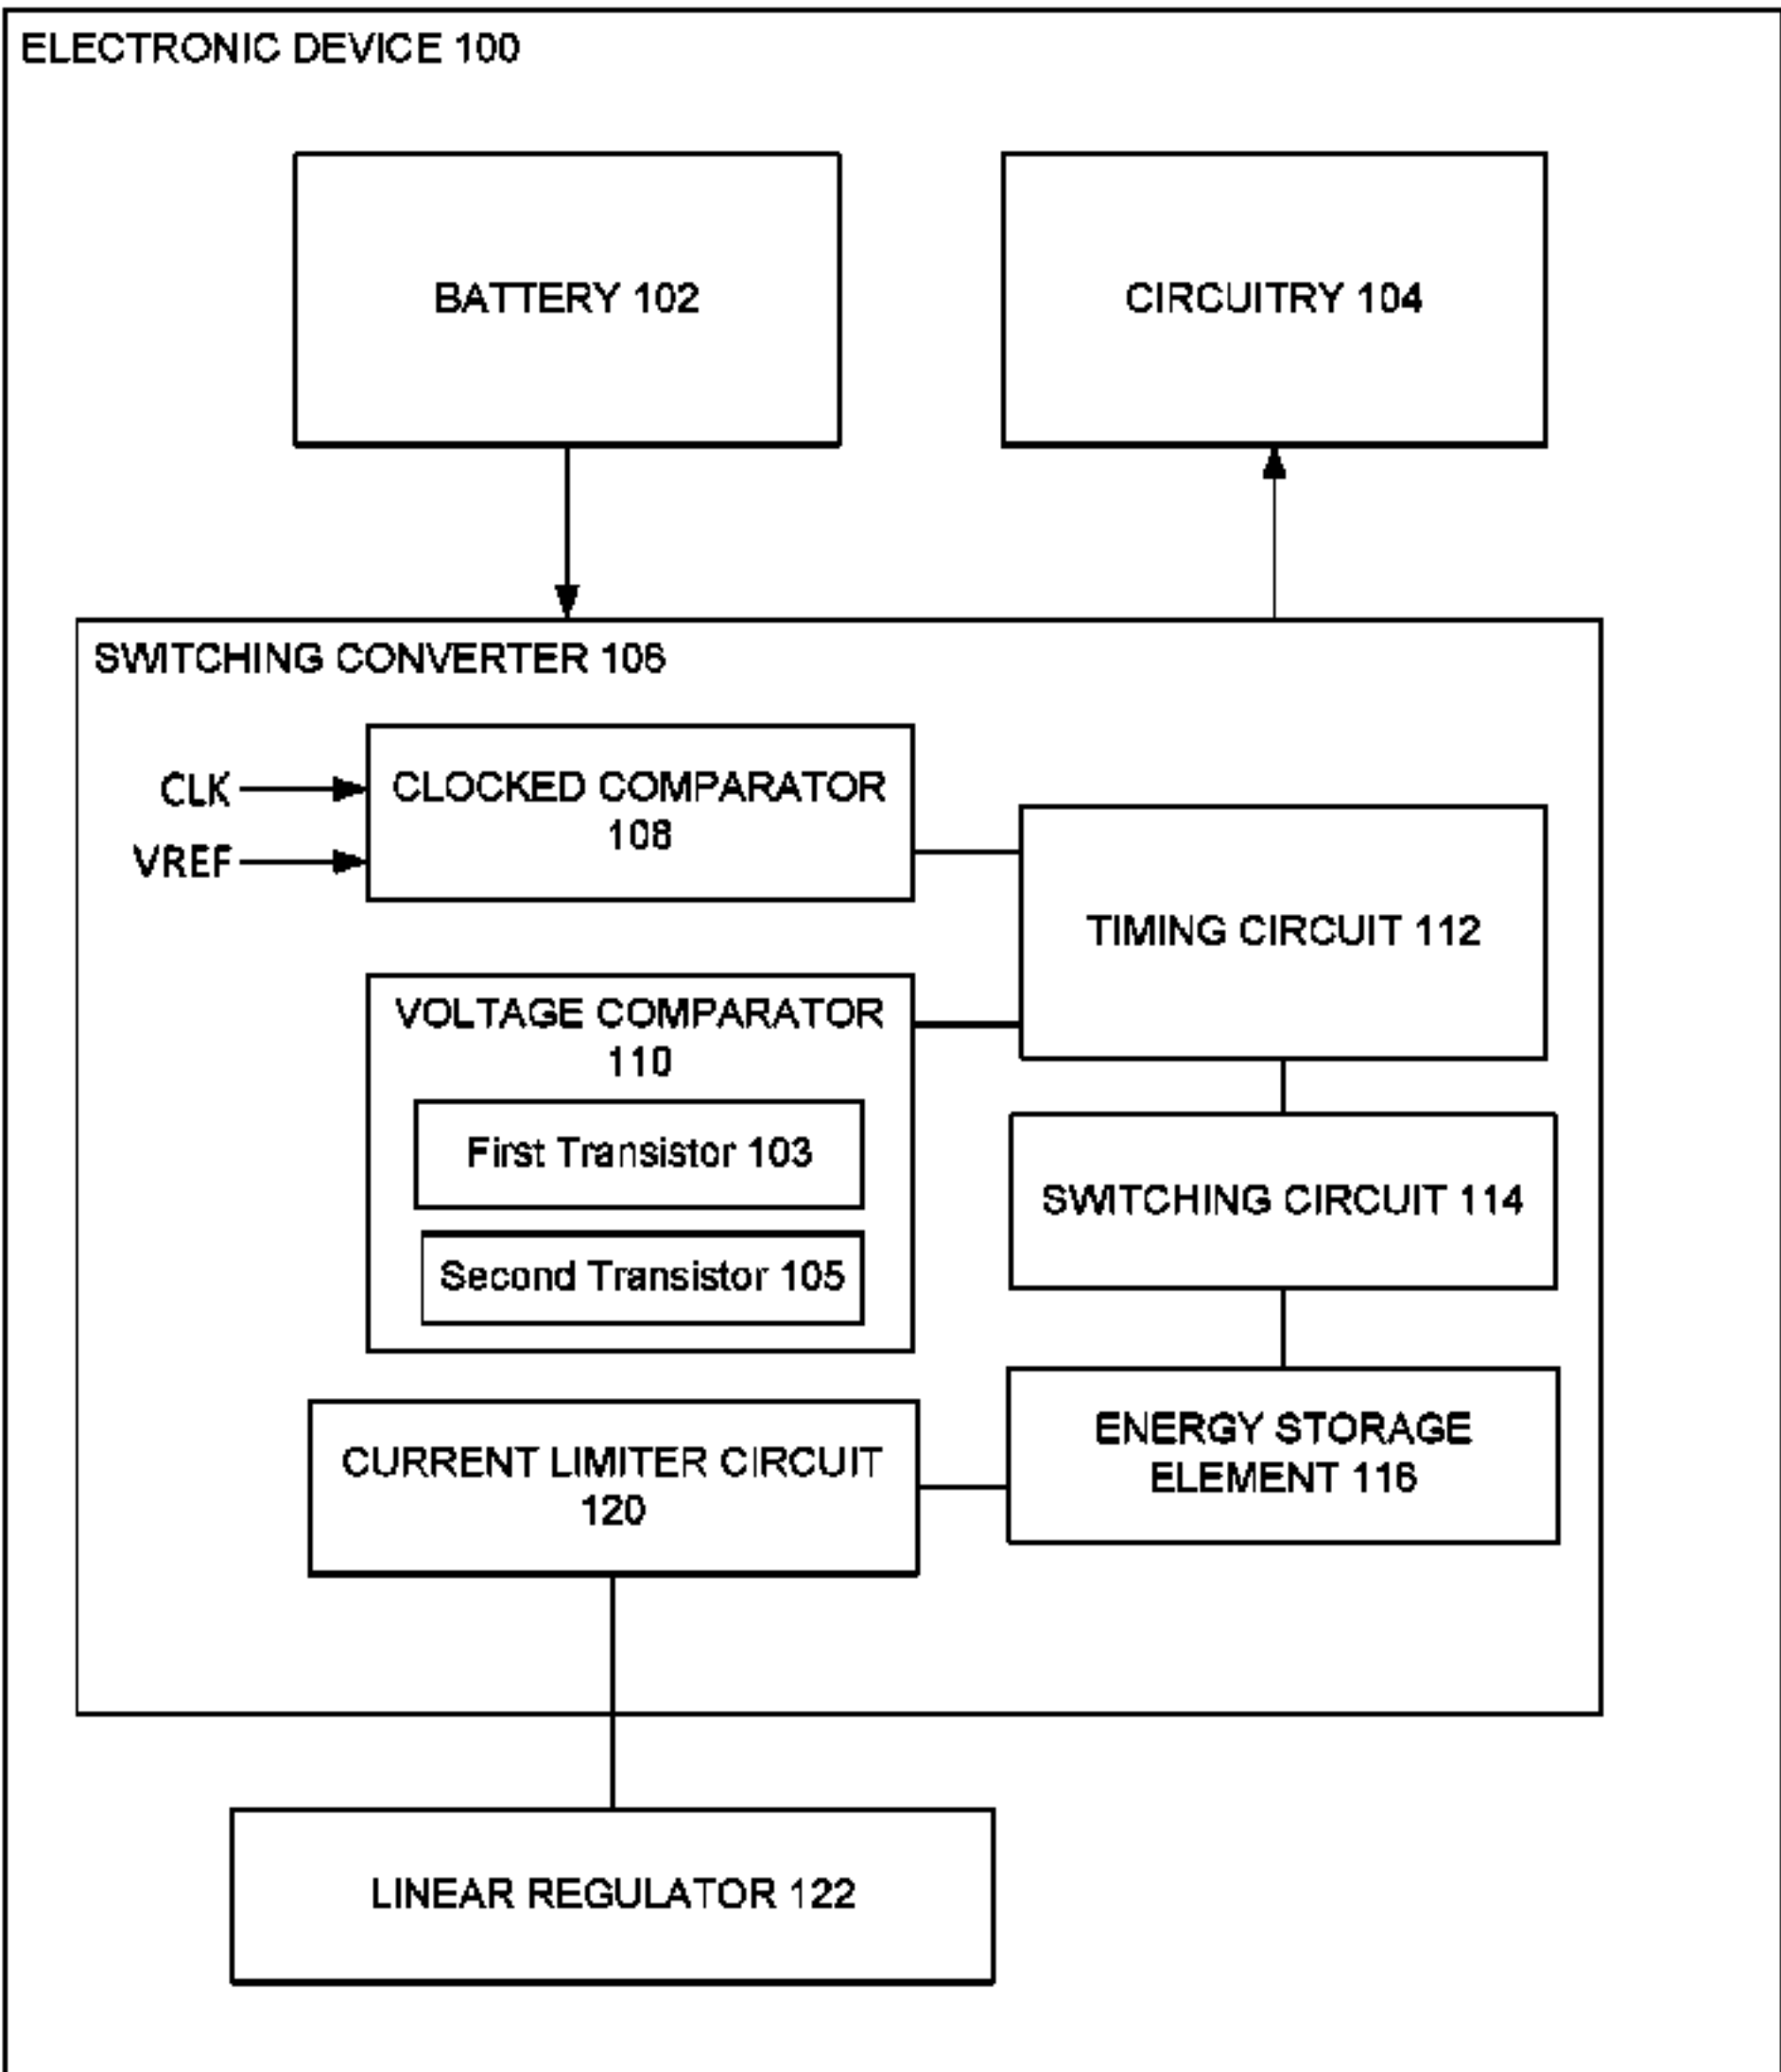 ELECTRONIC DEVICE 100
BATTERY 102
CIRCUITRY 104
SWITCHING CONVERTER 106
CLK
VREF
CLOCKED COMPARATOR
108
TIMING CIRCUIT 112
VOLTAGE COMPARATOR
110
First Transistor 103
Second Transistor 105
SWITCHING CIRCUIT 114
CURRENT LIMITER CIRCUIT
120
ENERGY STORAGE
ELEMENT 116
LINEAR REGULATOR 122